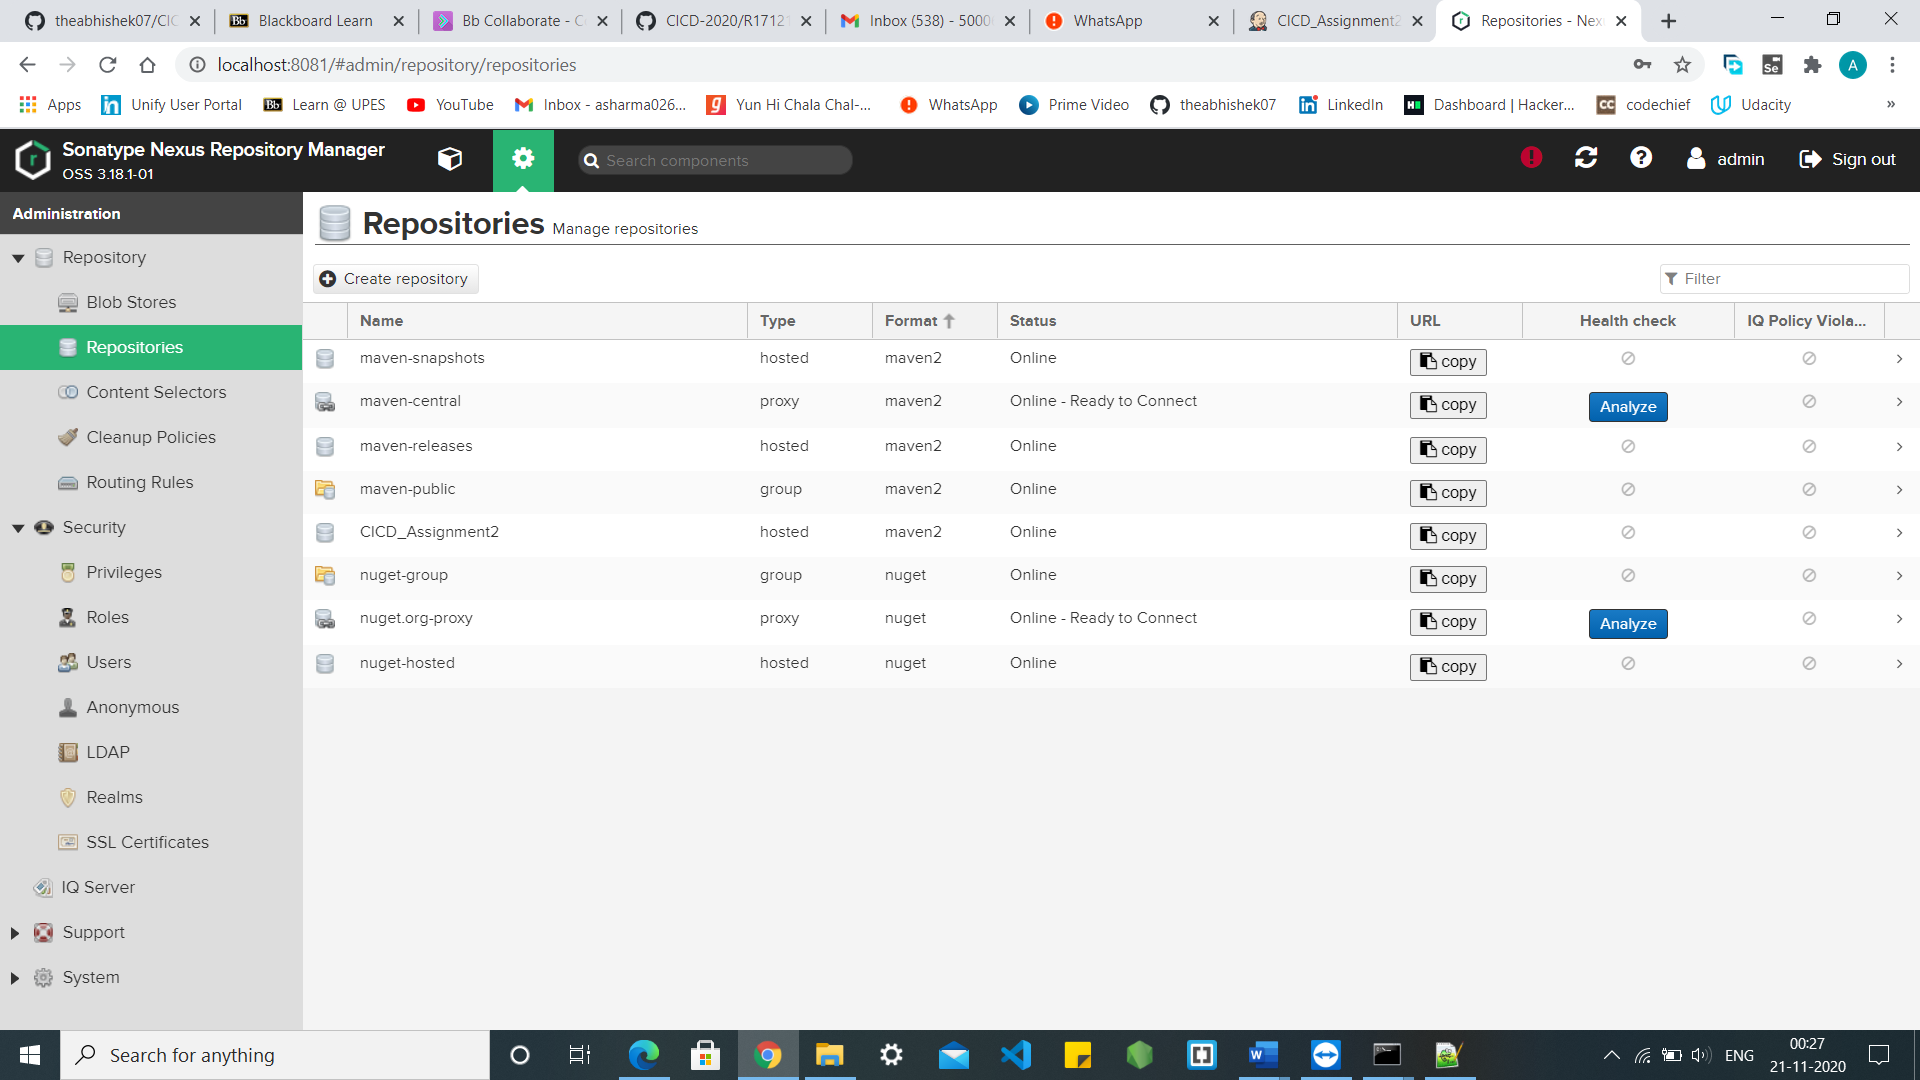 theabhishek07/CIC
Blackboard Learn
Bb Collaborate - C
CICD-2020/R1712
Inbox (538) - 5000
WhatsApp
CICD_Assignment2
Repositories - Nex
localhost:8081/#admin/repository/repositories
A
Apps
Unify User Portal
Learn @ UPES
YouTube
Inbox - asharma026...
Yun Hi Chala Chal-...
WhatsApp
Prime Video
theabhishek07
LinkedIn
Dashboard | Hacker...
codechief
Udacity
»
Sonatype Nexus Repository Manager
OSS 3.18.1-01
Search components
admin
Sign out
Administration
Repository
Blob Stores
Repositories
Content Selectors
Cleanup Policies
Routing Rules
Security
Privileges
Roles
Users
Anonymous
LDAP
Realms
SSL Certificates
IQ Server
Support
System
Repositories Manage repositories
Create repository
Filter
Name Type Format Status URL Health check IQ Policy Viola...
maven-snapshots hosted maven2 Online copy
maven-central proxy maven2 Online - Ready to Connect copy Analyze
maven-releases hosted maven2 Online copy
maven-public group maven2 Online copy
CICD_Assignment2 hosted maven2 Online copy
nuget-group group nuget Online copy
nuget.org-proxy proxy nuget Online - Ready to Connect copy Analyze
nuget-hosted hosted nuget Online copy
Search for anything
ENG
00:27
21-11-2020